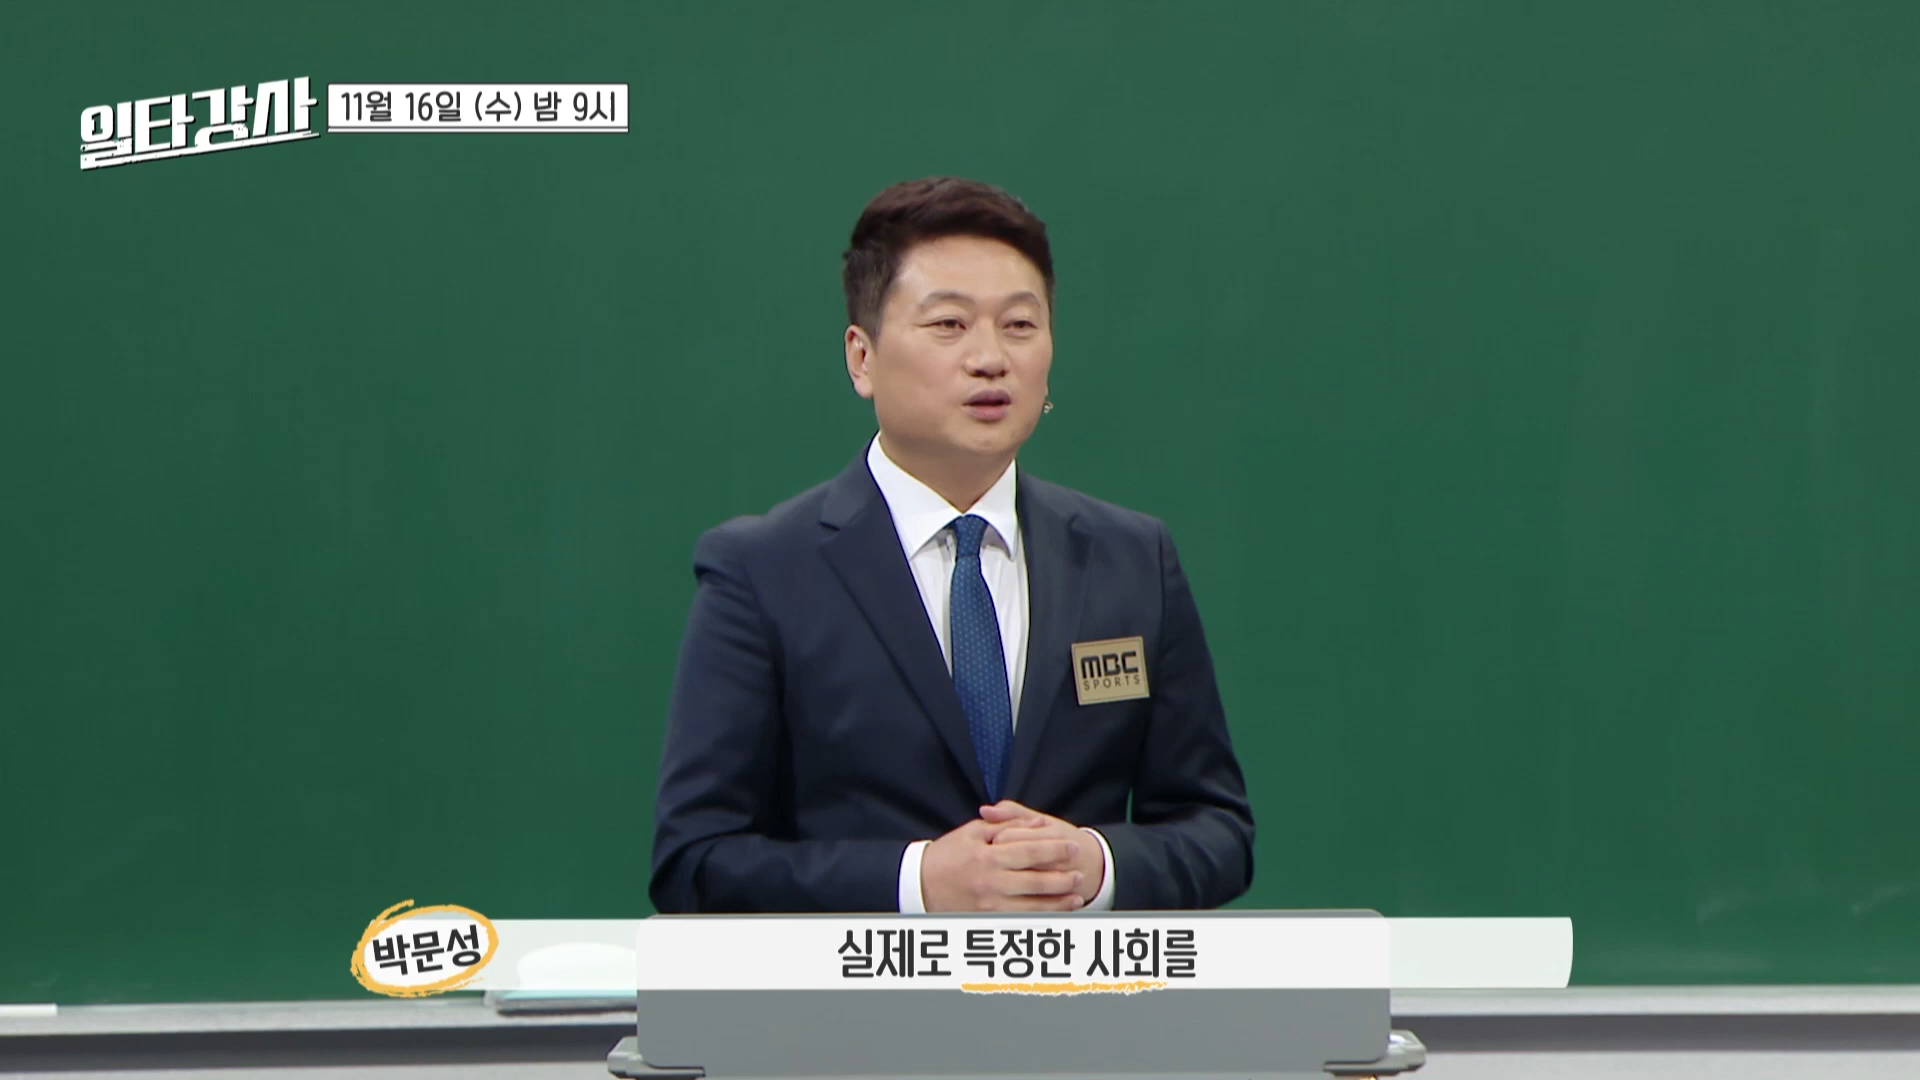 일타강사
11월 16일 (수) 밤 9시
MBC
SPORTS
박문성
실제로 특정한 사회를